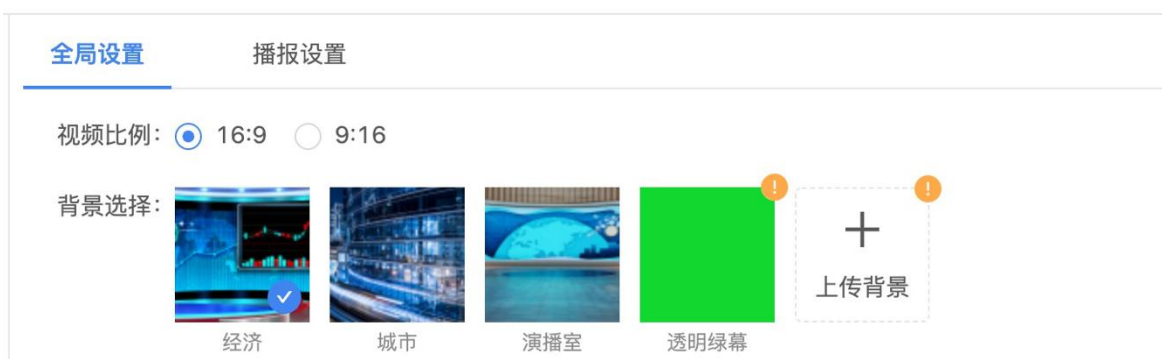 全局设置 播报设置
视频比例： 16:9 9:16
背景选择：
! !
+
上传背景
经济 城市 演播室 透明绿幕